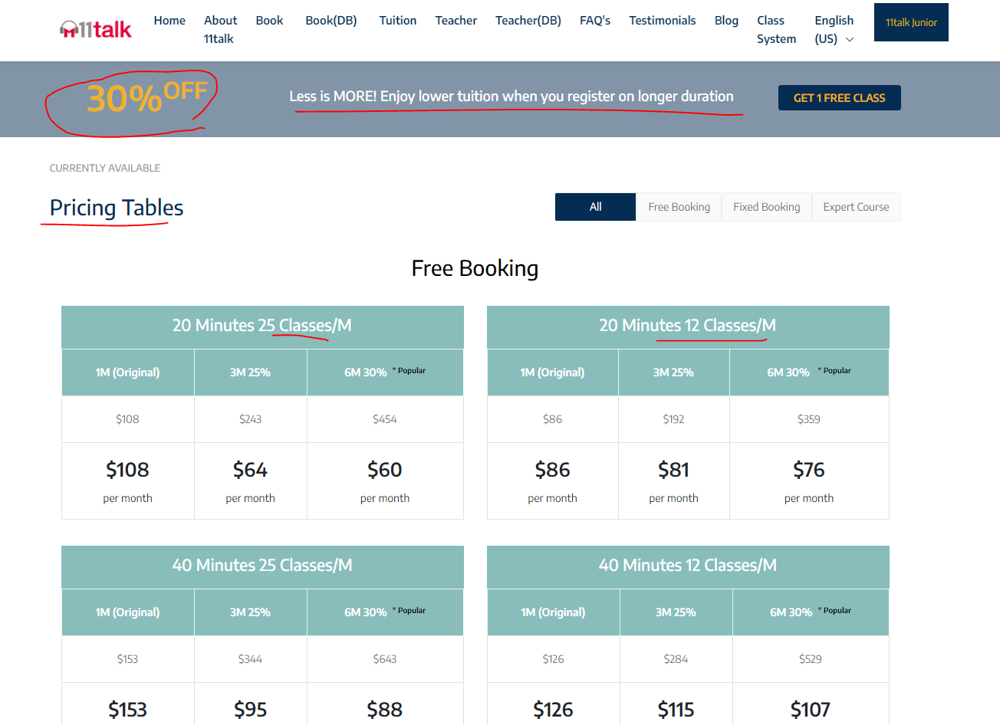 11talk
Home
About 11talk
Book
Book(DB)
Tuition
Teacher
Teacher(DB)
FAQ's
Testimonials
Blog
Class System
English (US)
11talk Junior
30% OFF
Less is MORE! Enjoy lower tuition when you register on longer duration
GET 1 FREE CLASS
CURRENTLY AVAILABLE
Pricing Tables
All
Free Booking
Fixed Booking
Expert Course
Free Booking
20 Minutes 25 Classes/M
1M (Original) 3M 25% 6M 30% * Popular
$108 $243 $454
$108 $64 $60
per month per month per month
20 Minutes 12 Classes/M
1M (Original) 3M 25% 6M 30% * Popular
$86 $192 $359
$86 $81 $76
per month per month per month
40 Minutes 25 Classes/M
1M (Original) 3M 25% 6M 30% * Popular
$153 $344 $643
$153 $95 $88
40 Minutes 12 Classes/M
1M (Original) 3M 25% 6M 30% * Popular
$126 $284 $529
$126 $115 $107